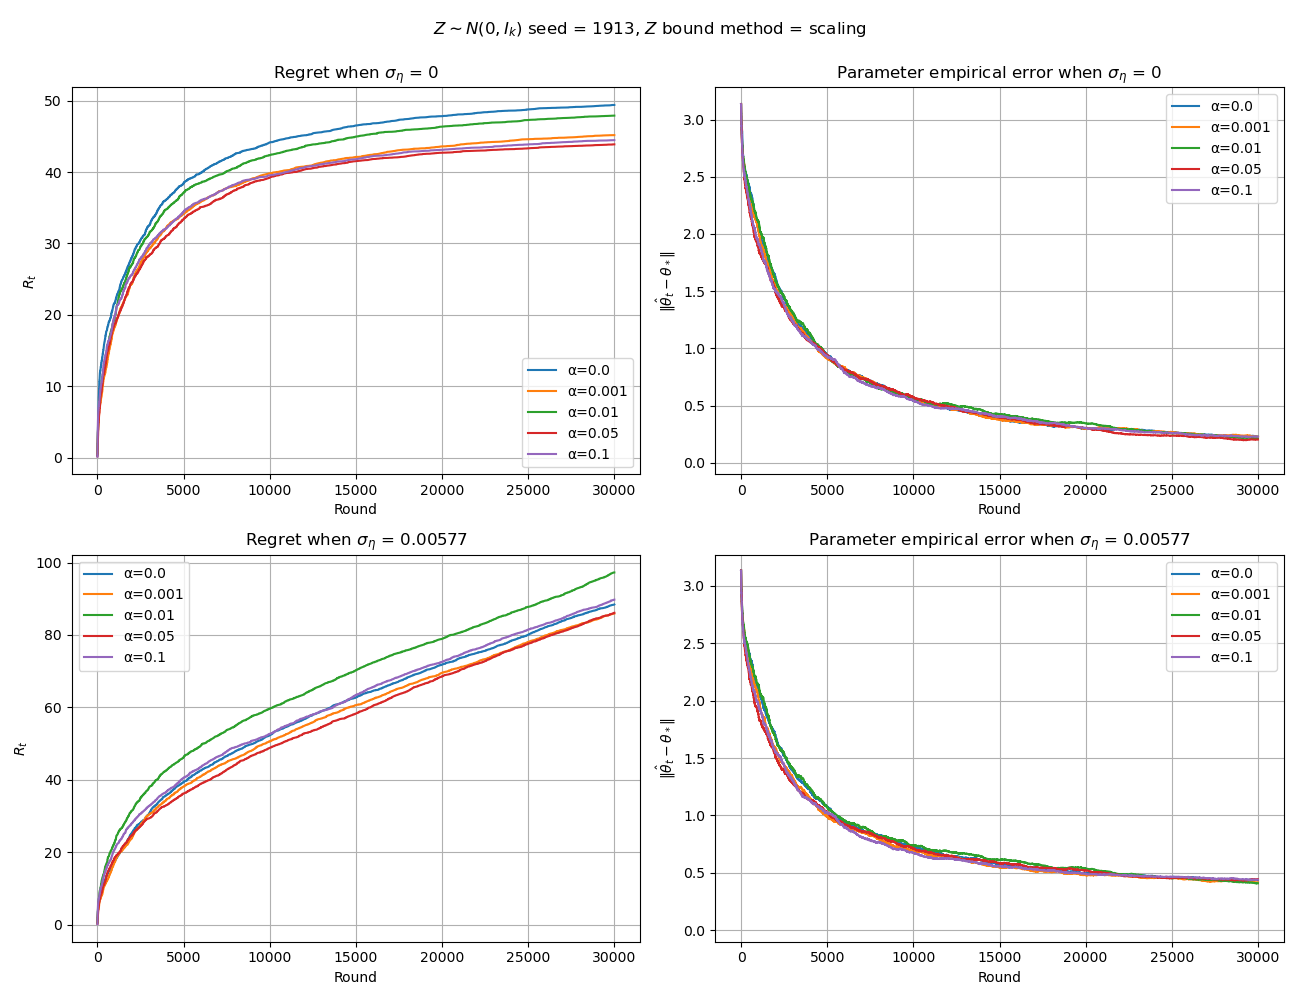 Z ~ N(0, I_k) seed = 1913, Z bound method = scaling
Regret when σ_η = 0
R_t
50
40
30
20
10
0
α=0.0
α=0.001
α=0.01
α=0.05
α=0.1
0 5000 10000 15000 20000 25000 30000
Round
Parameter empirical error when σ_η = 0
‖θ̂_t − θ_*‖
3.0
2.5
2.0
1.5
1.0
0.5
0.0
α=0.0
α=0.001
α=0.01
α=0.05
α=0.1
0 5000 10000 15000 20000 25000 30000
Round
Regret when σ_η = 0.00577
R_t
100
80
60
40
20
0
α=0.0
α=0.001
α=0.01
α=0.05
α=0.1
0 5000 10000 15000 20000 25000 30000
Round
Parameter empirical error when σ_η = 0.00577
‖θ̂_t − θ_*‖
3.0
2.5
2.0
1.5
1.0
0.5
0.0
α=0.0
α=0.001
α=0.01
α=0.05
α=0.1
0 5000 10000 15000 20000 25000 30000
Round